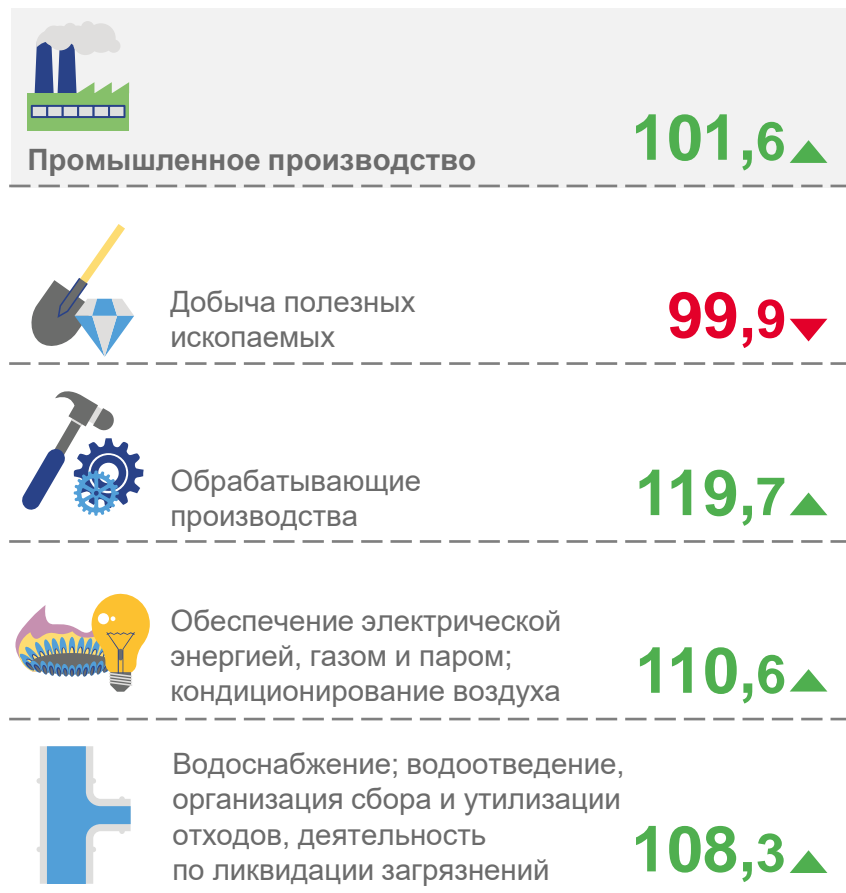 Промышленное производство
101,6
Добыча полезных
ископаемых
99,9
Обрабатывающие
производства
119,7
Обеспечение электрической
энергией, газом и паром;
кондиционирование воздуха
110,6
Водоснабжение; водоотведение,
организация сбора и утилизации
отходов, деятельность
по ликвидации загрязнений
108,3